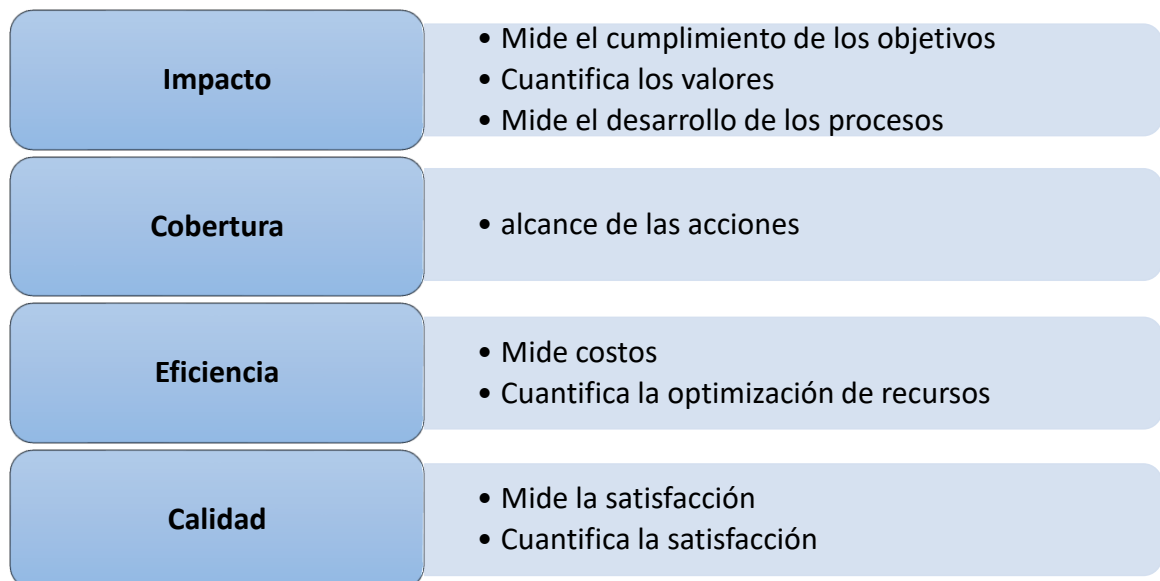 Impacto
• Mide el cumplimiento de los objetivos
• Cuantifica los valores
• Mide el desarrollo de los procesos
Cobertura
• alcance de las acciones
Eficiencia
• Mide costos
• Cuantifica la optimización de recursos
Calidad
• Mide la satisfacción
• Cuantifica la satisfacción